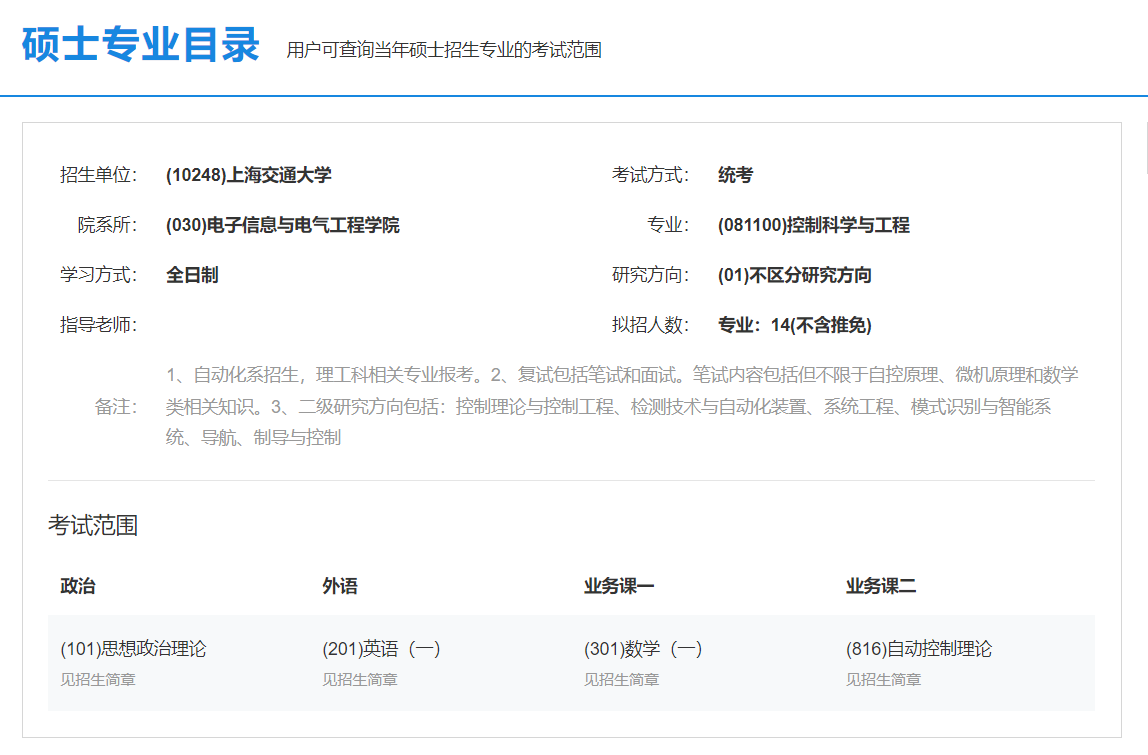 硕士专业目录 用户可查询当年硕士招生专业的考试范围
招生单位： (10248)上海交通大学 考试方式： 统考
院系所： (030)电子信息与电气工程学院 专业： (081100)控制科学与工程
学习方式： 全日制 研究方向： (01)不区分研究方向
指导老师： 拟招人数： 专业：14(不含推免)
1、自动化系招生，理工科相关专业报考。2、复试包括笔试和面试。笔试内容包括但不限于自控原理、微机原理和数学
备注： 类相关知识。3、二级研究方向包括：控制理论与控制工程、检测技术与自动化装置、系统工程、模式识别与智能系
统、导航、制导与控制
考试范围
政治 外语 业务课一 业务课二
(101)思想政治理论 (201)英语（一） (301)数学（一） (816)自动控制理论
见招生简章 见招生简章 见招生简章 见招生简章